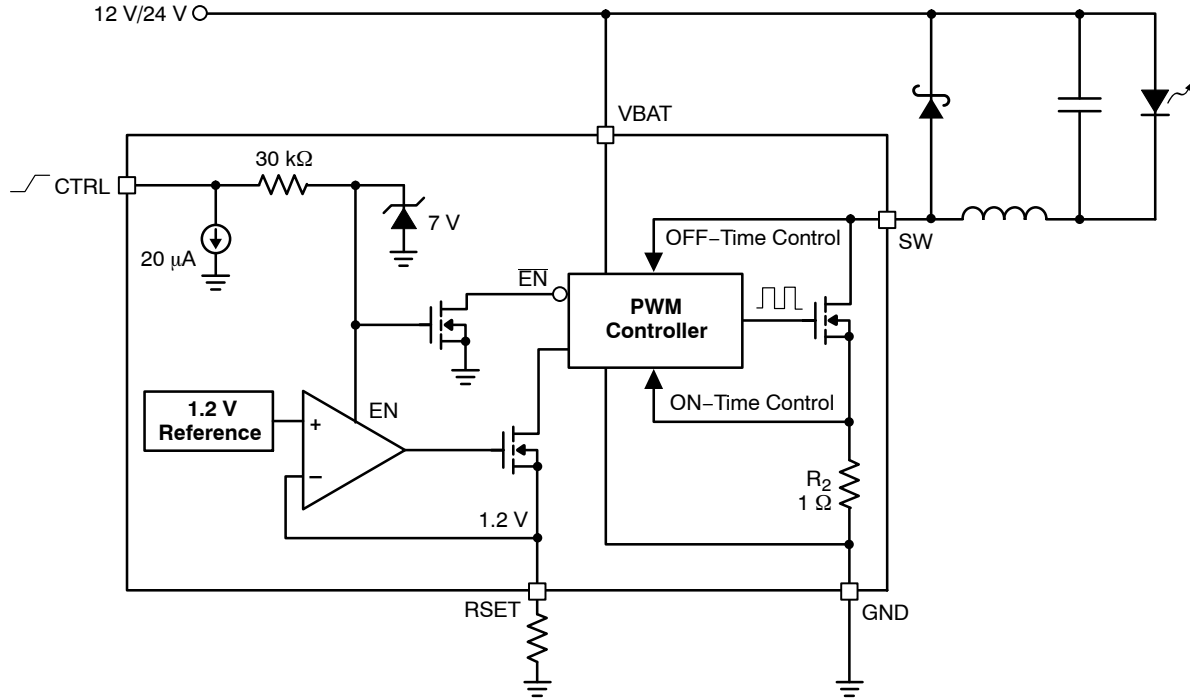 12 V/24 V
VBAT
30 kΩ
CTRL
7 V
20 μA
OFF−Time Control
SW
EN
PWM
Controller
1.2 V
Reference
+
EN
−
ON−Time Control
R2
1 Ω
1.2 V
RSET
GND